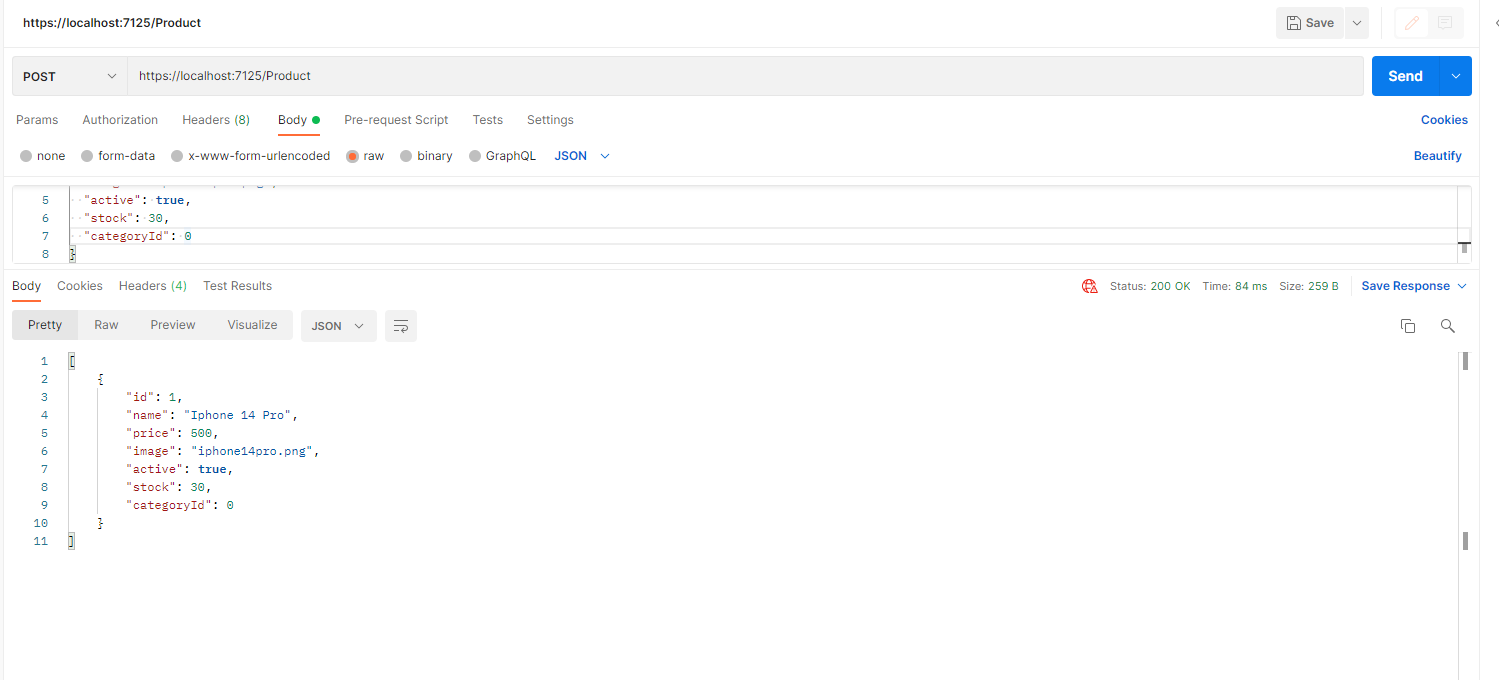 https://localhost:7125/Product
Save
POST https://localhost:7125/Product Send
Params Authorization Headers (8) Body Pre-request Script Tests Settings Cookies
none form-data x-www-form-urlencoded raw binary GraphQL JSON Beautify
5 "active": true,
6 "stock": 30,
7 "categoryId": 0
8 }
Body Cookies Headers (4) Test Results Status: 200 OK Time: 84 ms Size: 259 B Save Response
Pretty Raw Preview Visualize JSON
1 [
2 {
3 "id": 1,
4 "name": "Iphone 14 Pro",
5 "price": 500,
6 "image": "iphone14pro.png",
7 "active": true,
8 "stock": 30,
9 "categoryId": 0
10 }
11 ]